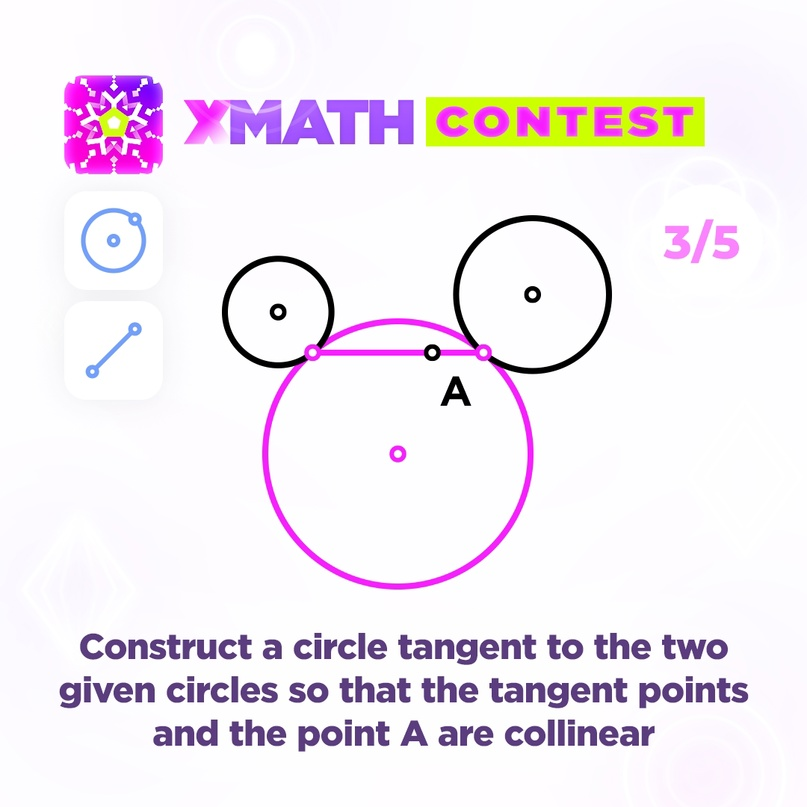 XMATH CONTEST
3/5
A
Construct a circle tangent to the two
given circles so that the tangent points
and the point A are collinear